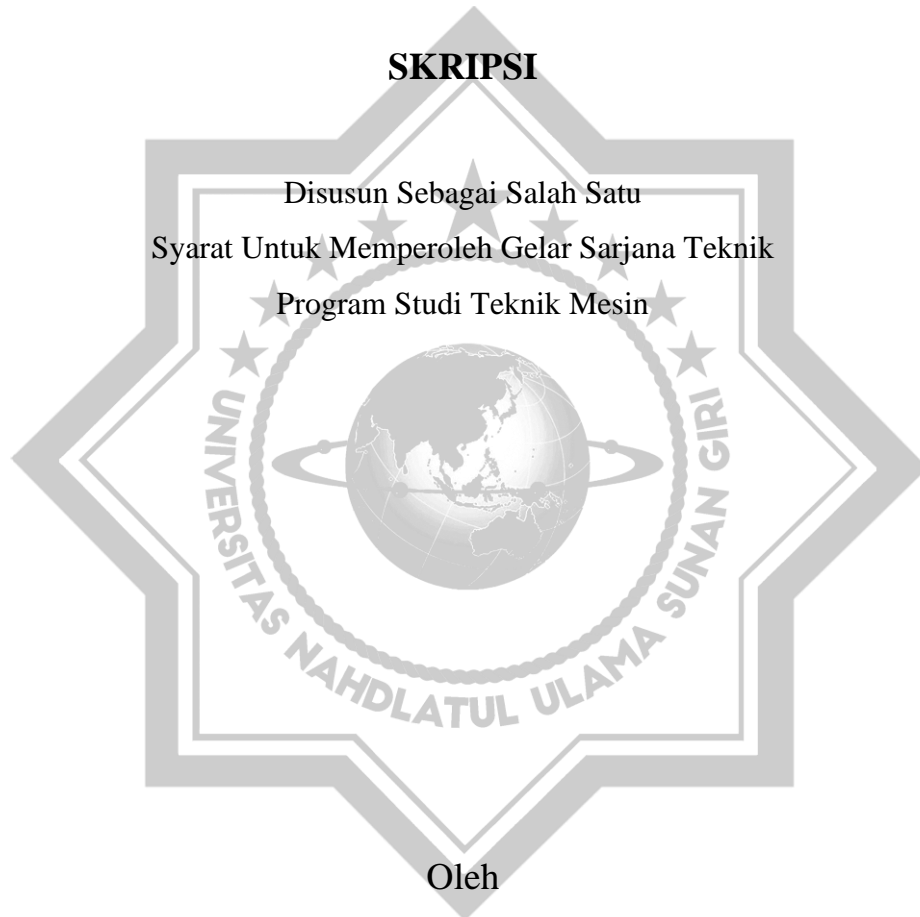 SKRIPSI
Disusun Sebagai Salah Satu
Syarat Untuk Memperoleh Gelar Sarjana Teknik
Program Studi Teknik Mesin
UNIVERSITAS NAHDLATUL ULAMA SUNAN GIRI
Oleh